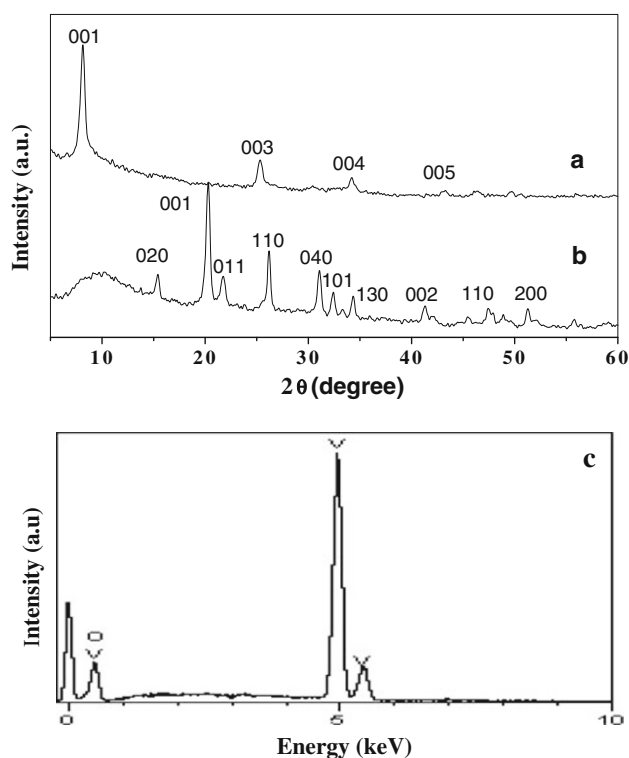 001
003
004
005
a
Intensity (a.u.)
001
020
011
110
040
101
130
002
110
200
b
10 20 30 40 50 60
2θ (degree)
c
V
O
V
V
Intensity (a.u)
0 5 10
Energy (keV)